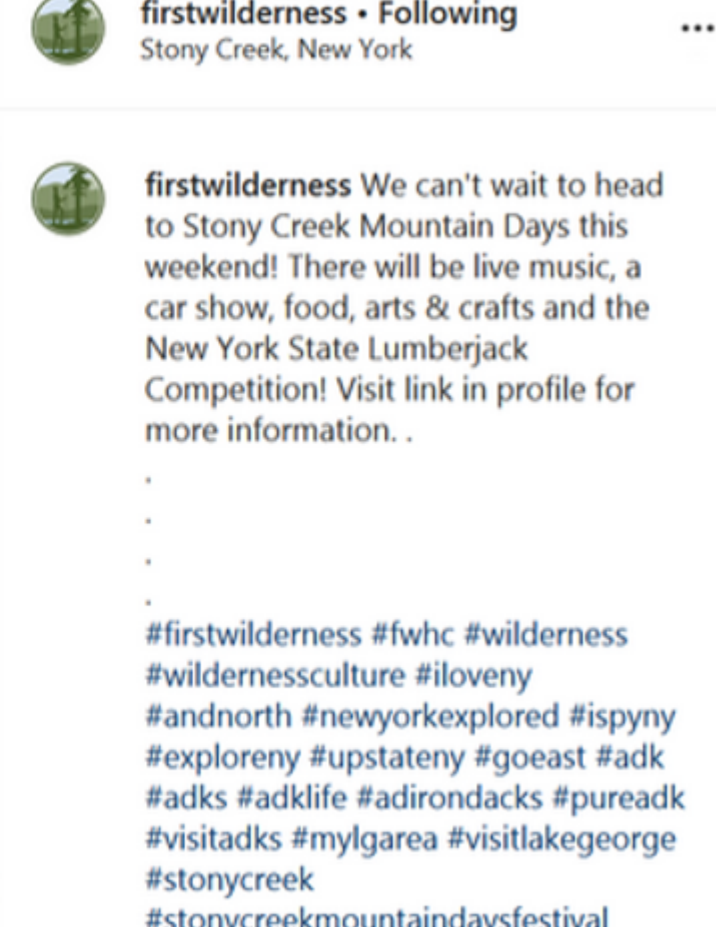 firstwilderness • Following
Stony Creek, New York
firstwilderness We can't wait to head
to Stony Creek Mountain Days this
weekend! There will be live music, a
car show, food, arts & crafts and the
New York State Lumberjack
Competition! Visit link in profile for
more information. .
.
.
.
.
#firstwilderness #fwhc #wilderness
#wildernessculture #iloveny
#andnorth #newyorkexplored #ispyny
#exploreny #upstateny #goeast #adk
#adks #adklife #adirondacks #pureadk
#visitadks #mylgarea #visitlakegeorge
#stonycreek
#stonycreekmountaindaysfestival